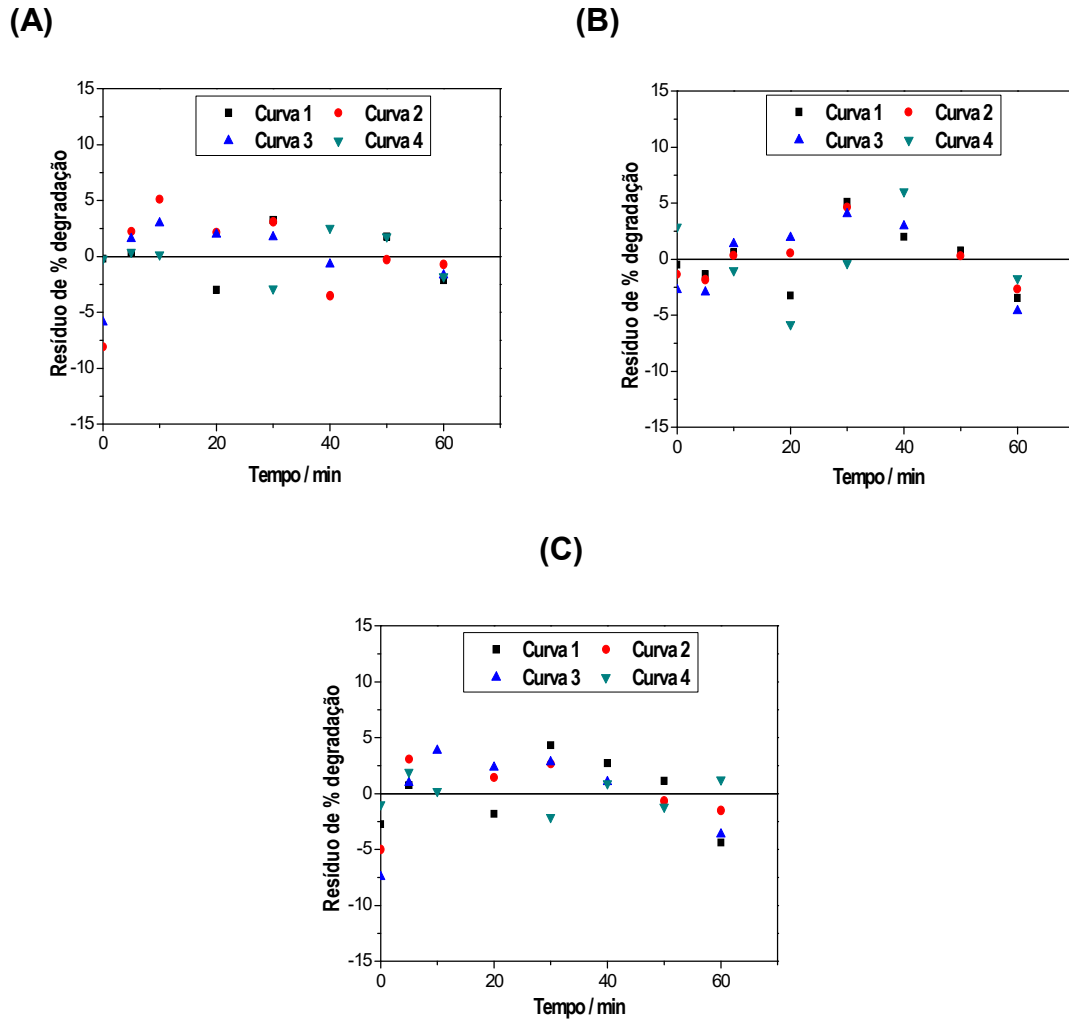 (A)
(B)
Curva 1 Curva 2
Curva 3 Curva 4
Resíduo de % degradação
15
10
5
0
-5
-10
-15
0 20 40 60
Tempo / min
Curva 1 Curva 2
Curva 3 Curva 4
Resíduo de % degradação
15
10
5
0
-5
-10
-15
0 20 40 60
Tempo / min
(C)
Curva 1 Curva 2
Curva 3 Curva 4
Resíduo de % degradação
15
10
5
0
-5
-10
-15
0 20 40 60
Tempo / min